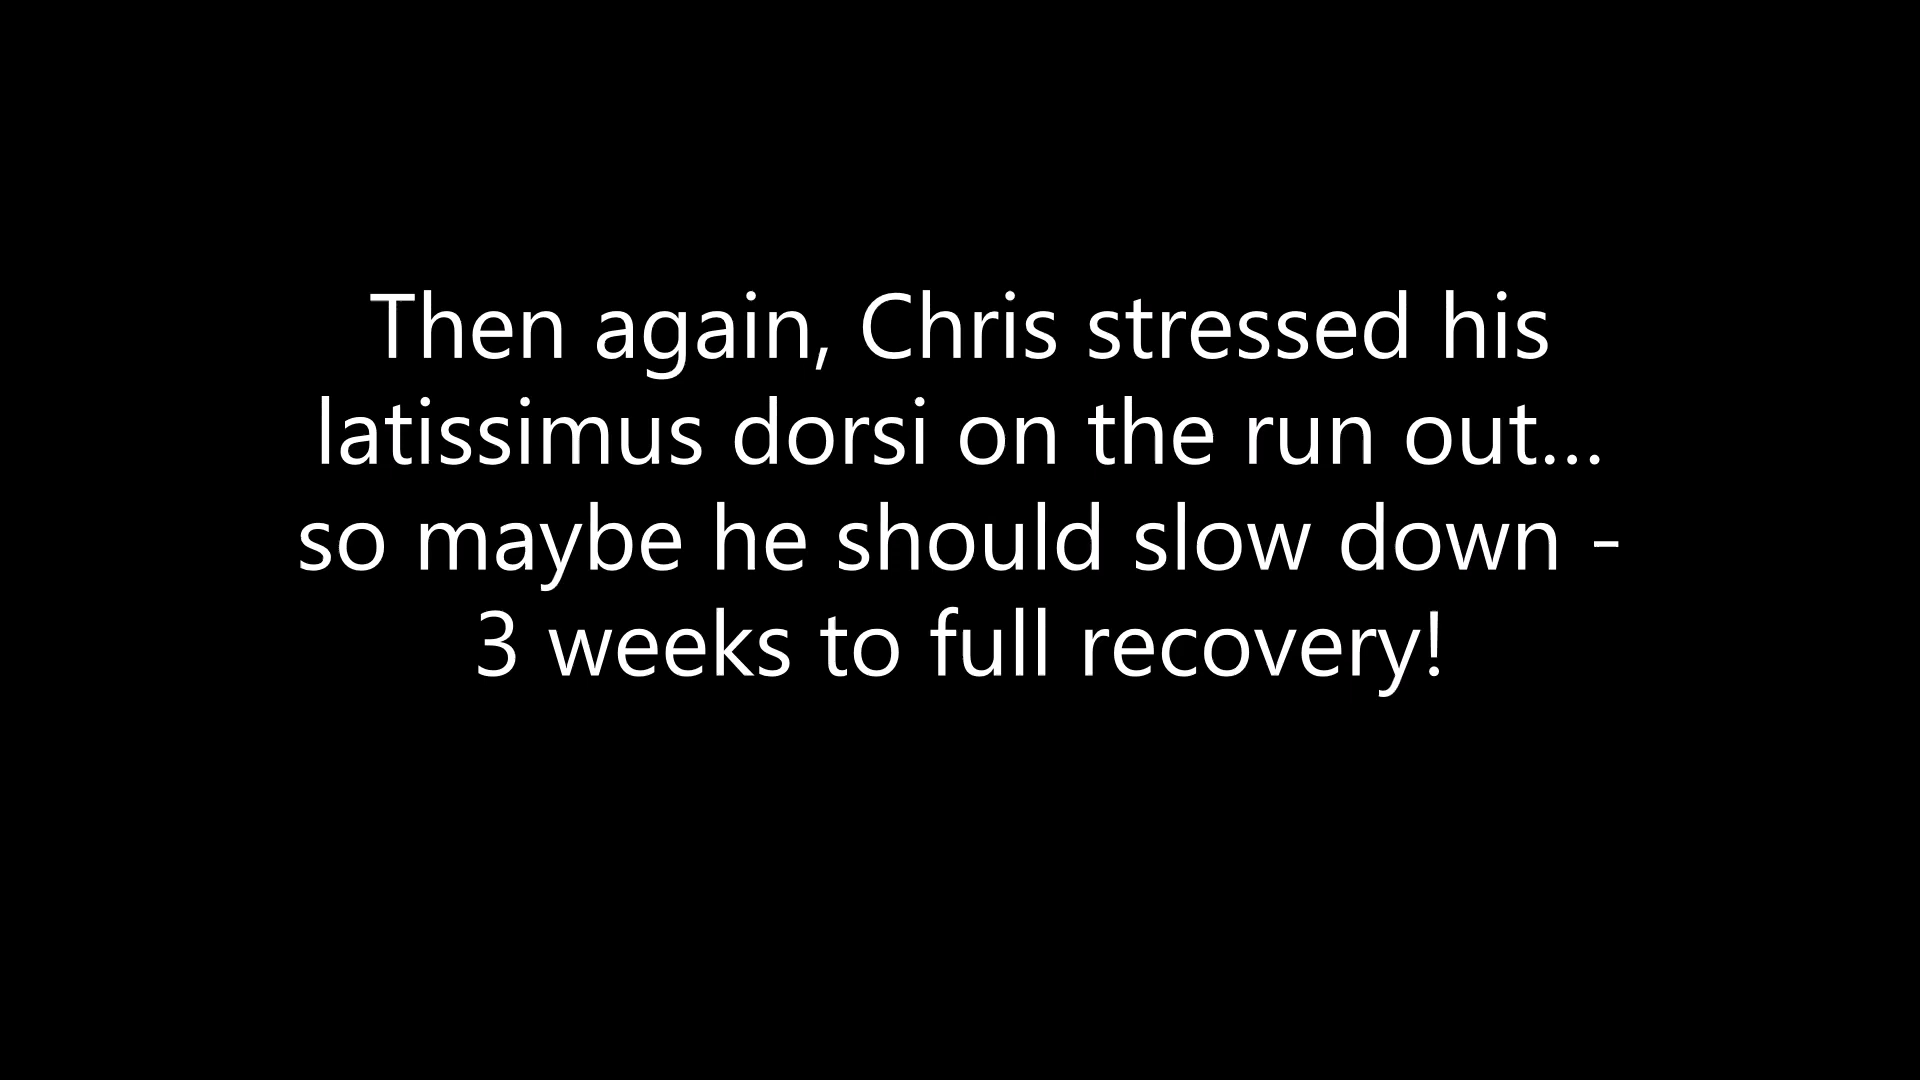 Then again, Chris stressed his
latissimus dorsi on the run out...
so maybe he should slow down -
3 weeks to full recovery!